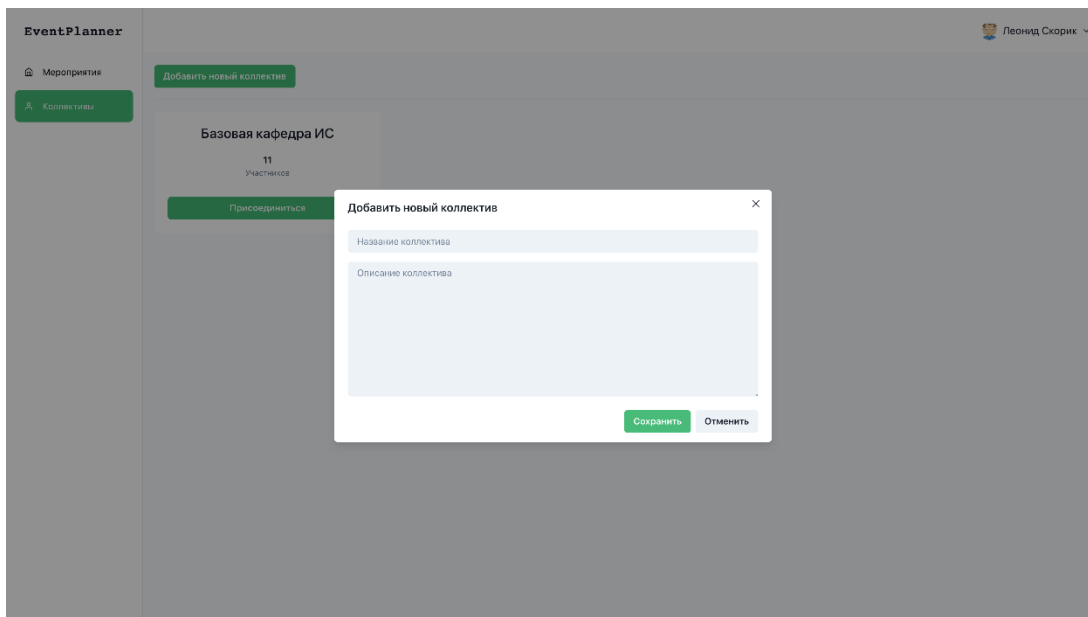 EventPlanner
Леонид Скорик
Мероприятия
Коллективы
Добавить новый коллектив
Базовая кафедра ИС
11
Участников
Присоединиться
Добавить новый коллектив
Название коллектива
Описание коллектива
Сохранить
Отменить